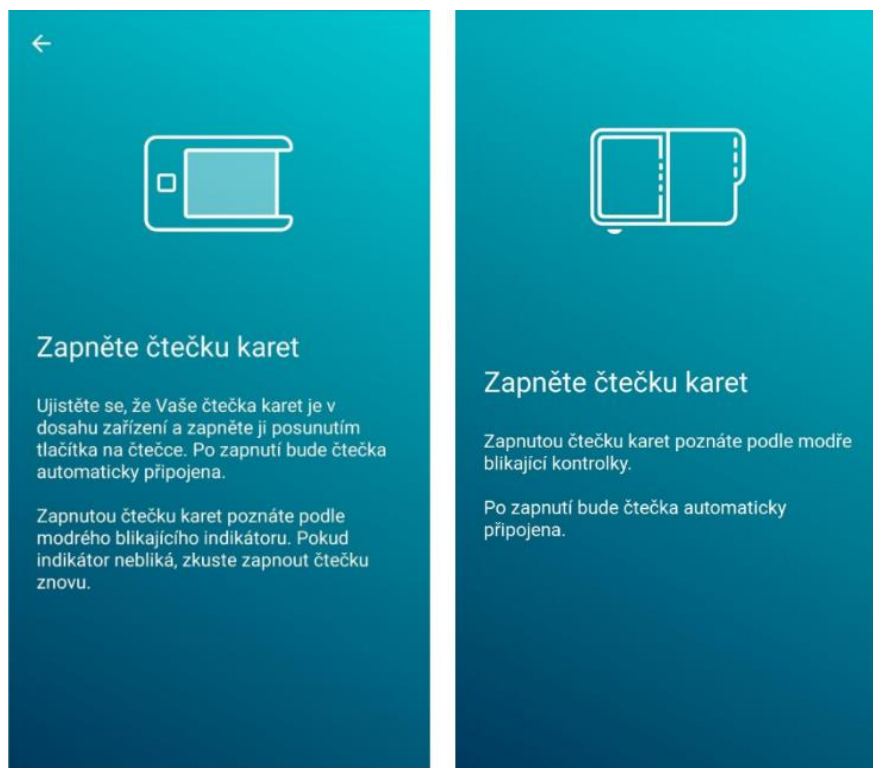 Zapněte čtečku karet
Ujistěte se, že Vaše čtečka karet je v
dosahu zařízení a zapněte ji posunutím
tlačítka na čtečce. Po zapnutí bude čtečka
automaticky připojena.
Zapnutou čtečku karet poznáte podle
modrého blikajícího indikátoru. Pokud
indikátor nebliká, zkuste zapnout čtečku
znovu.
Zapněte čtečku karet
Zapnutou čtečku karet poznáte podle modře
blikající kontrolky.
Po zapnutí bude čtečka automaticky
připojena.